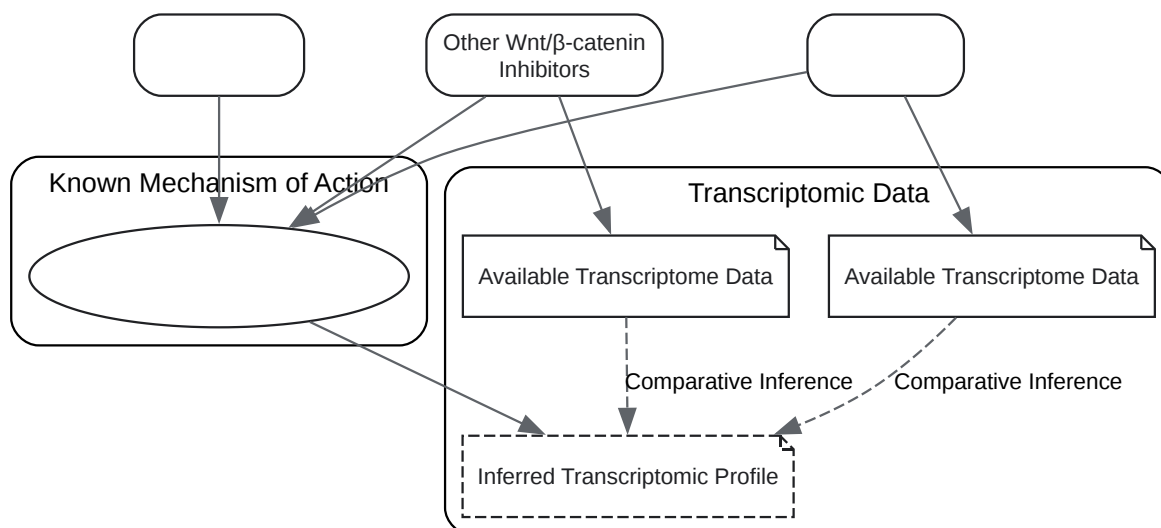 Other Wnt/β-catenin
Inhibitors
Known Mechanism of Action
Transcriptomic Data
Available Transcriptome Data
Available Transcriptome Data
Comparative Inference
Comparative Inference
Inferred Transcriptomic Profile